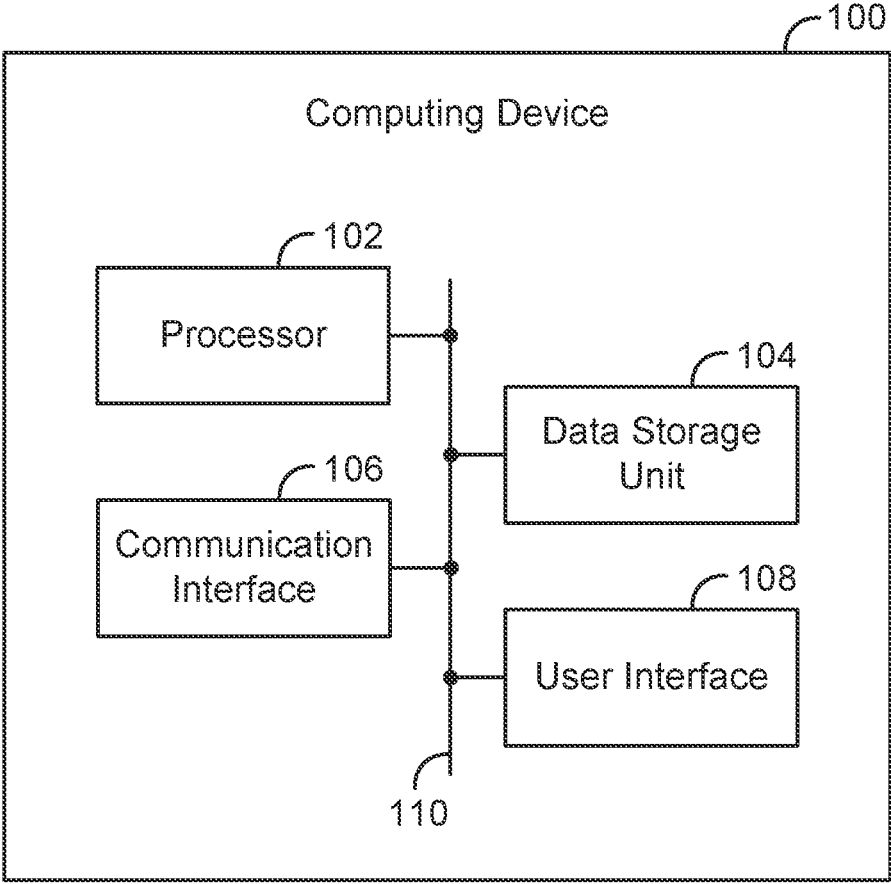 100
Computing Device
102
Processor
104
Data Storage
Unit
106
Communication
Interface
108
User Interface
110